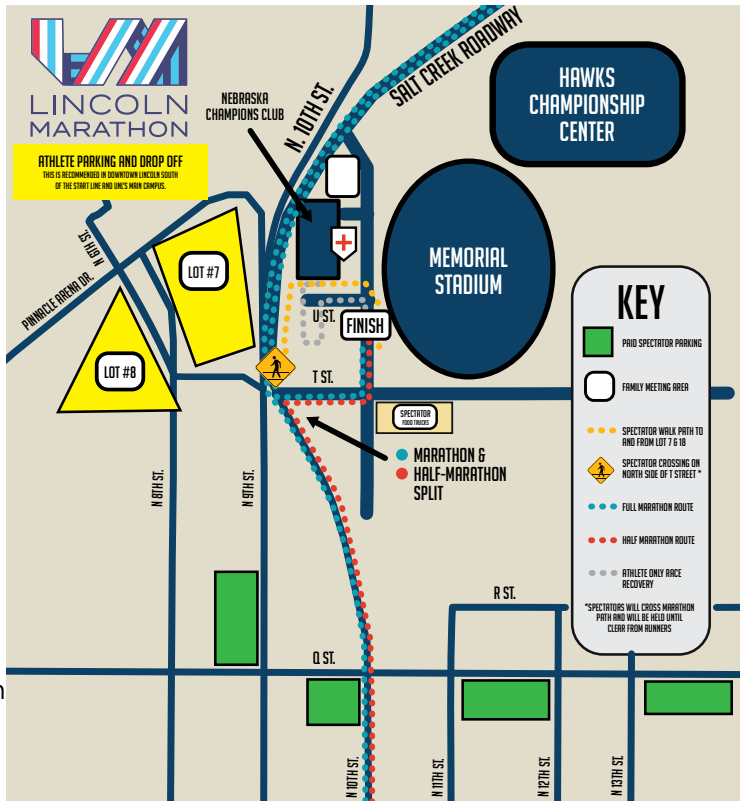 LINCOLN
MARATHON
ATHLETE PARKING AND DROP OFF
THIS IS RECOMMENDED IN DOWNTOWN LINCOLN SOUTH
OF THE START LINE AND UNL'S MAIN CAMPUS.
NEBRASKA
CHAMPIONS CLUB
N. 10TH ST.
SALT CREEK ROADWAY
HAWKS
CHAMPIONSHIP
CENTER
MEMORIAL
STADIUM
N 6TH ST.
PINNACLE ARENA DR.
LOT #7
LOT #8
U ST.
FINISH
T ST.
SPECTATOR
FOOD TRUCKS
MARATHON &
HALF-MARATHON
SPLIT
N 8TH ST.
N 9TH ST.
R ST.
Q ST.
N 10TH ST.
N 11TH ST.
N 12TH ST.
N 13TH ST.
KEY
PAID SPECTATOR PARKING
FAMILY MEETING AREA
SPECTATOR WALK PATH TO
AND FROM LOT 7 & 18
SPECTATOR CROSSING ON
NORTH SIDE OF T STREET *
FULL MARATHON ROUTE
HALF MARATHON ROUTE
ATHLETE ONLY RACE
RECOVERY
*SPECTATORS WILL CROSS MARATHON
PATH AND WILL BE HELD UNTIL
CLEAR FROM RUNNERS